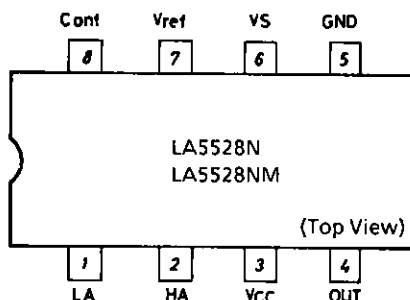 Cont Vref VS GND
8 7 6 5
LA5528N
LA5528NM
(Top View)
1 2 3 4
LA HA Vcc OUT